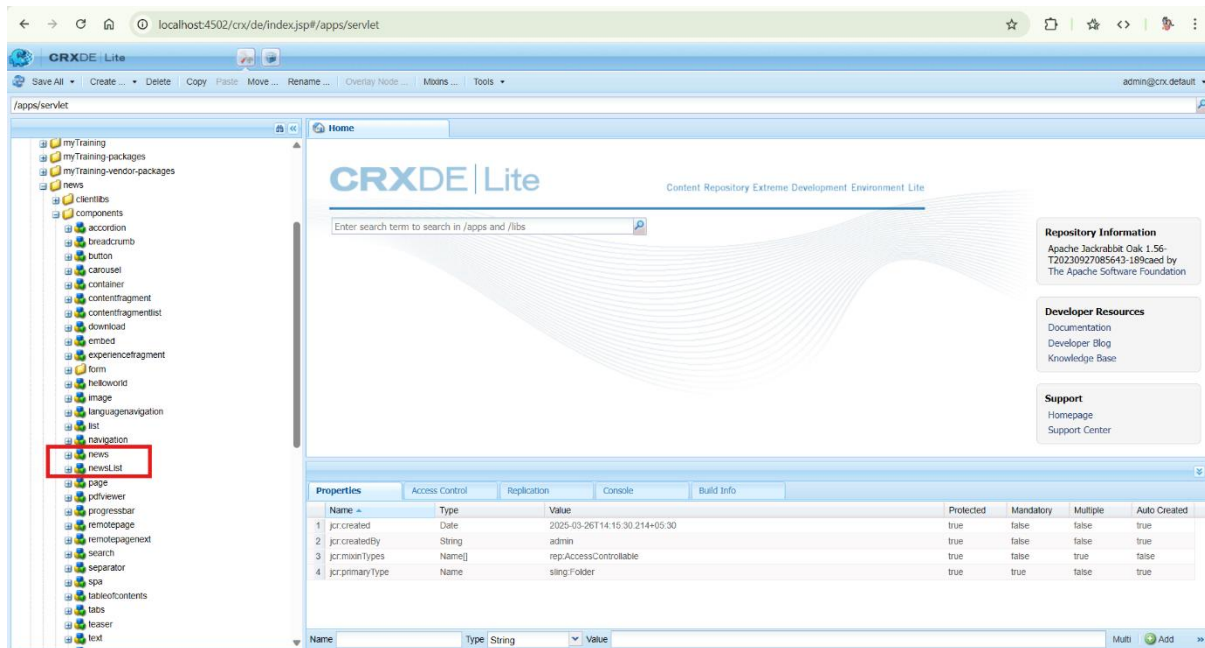 localhost:4502/crx/de/index.jsp#/apps/servlet
CRXDE Lite
Save All Create ... Delete Copy Paste Move ... Rename ... Overlay Node ... Mixins ... Tools admin@crx.default
/apps/servlet
myTraining
myTraining-packages
myTraining-vendor-packages
news
clientlibs
components
accordion
breadcrumb
button
carousel
container
contentfragment
contentfragmentlist
download
embed
experiencefragment
form
helloworld
image
languagenavigation
list
navigation
news
newsList
page
pdfviewer
progressbar
remotepage
remotepagenext
search
separator
spa
tableofcontents
tabs
teaser
text
Home
CRXDE Lite
Content Repository Extreme Development Environment Lite
Enter search term to search in /apps and /libs
Repository Information
Apache Jackrabbit Oak 1.56-
T20230927085643-189caed by
The Apache Software Foundation
Developer Resources
Documentation
Developer Blog
Knowledge Base
Support
Homepage
Support Center
Properties Access Control Replication Console Build Info
Name Type Value Protected Mandatory Multiple Auto Created
1 jcr:created Date 2025-03-26T14:15:30.214+05:30 true false false true
2 jcr:createdBy String admin true false false true
3 jcr:mixinTypes Name[] rep:AccessControllable true false true false
4 jcr:primaryType Name sling:Folder true true false true
Name Type String Value Multi Add